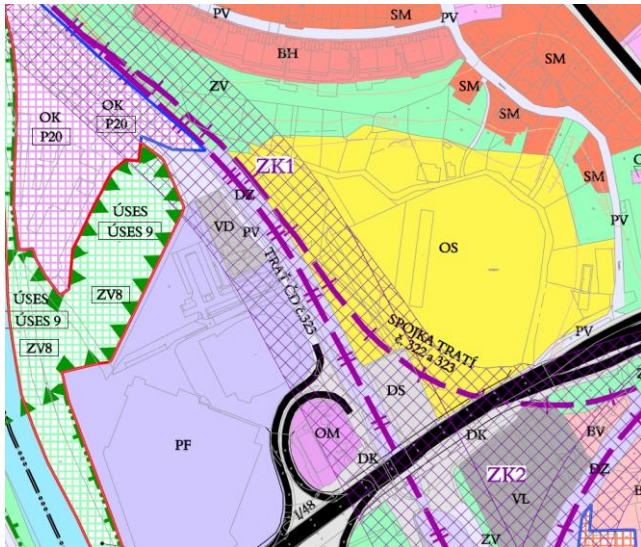 PV
SM
PV
BH
SM
ZV
SM
SM
OK
P20
OK
P20
ZK1
SM
ÚSES
ÚSES 9
DZ
VD
PV
PV
OS
ZV8
ÚSES
ÚSES 9
ZV8
TRAŤ ČD č.325
SPOJKA TRATÍ
č. 322 a 323
PV
DS
OM
DK
DK
BV
PF
ZK2
DZ
VL
I/48
ZV